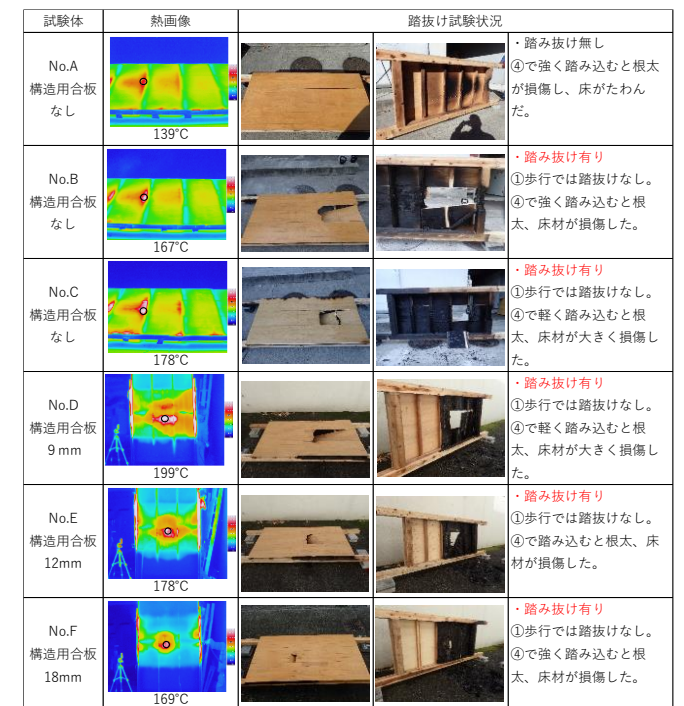 試験体 熱画像 踏抜け試験状況
No.A
構造用合板
なし
139℃
・踏み抜け無し
④で強く踏み込むと根太
が損傷し、床がたわん
だ。
No.B
構造用合板
なし
167℃
・踏み抜け有り
①歩行では踏抜けなし。
④で強く踏み込むと根
太、床材が損傷した。
No.C
構造用合板
なし
178℃
・踏み抜け有り
①歩行では踏抜けなし。
④で軽く踏み込むと根
太、床材が大きく損傷し
た。
No.D
構造用合板
9mm
199℃
・踏み抜け有り
①歩行では踏抜けなし。
④で軽く踏み込むと根
太、床材が大きく損傷し
た。
No.E
構造用合板
12mm
178℃
・踏み抜け有り
①歩行では踏抜けなし。
④で踏み込むと根太、床
材が損傷した。
No.F
構造用合板
18mm
169℃
・踏み抜け有り
①歩行では踏抜けなし。
④で強く踏み込むと根
太、床材が損傷した。